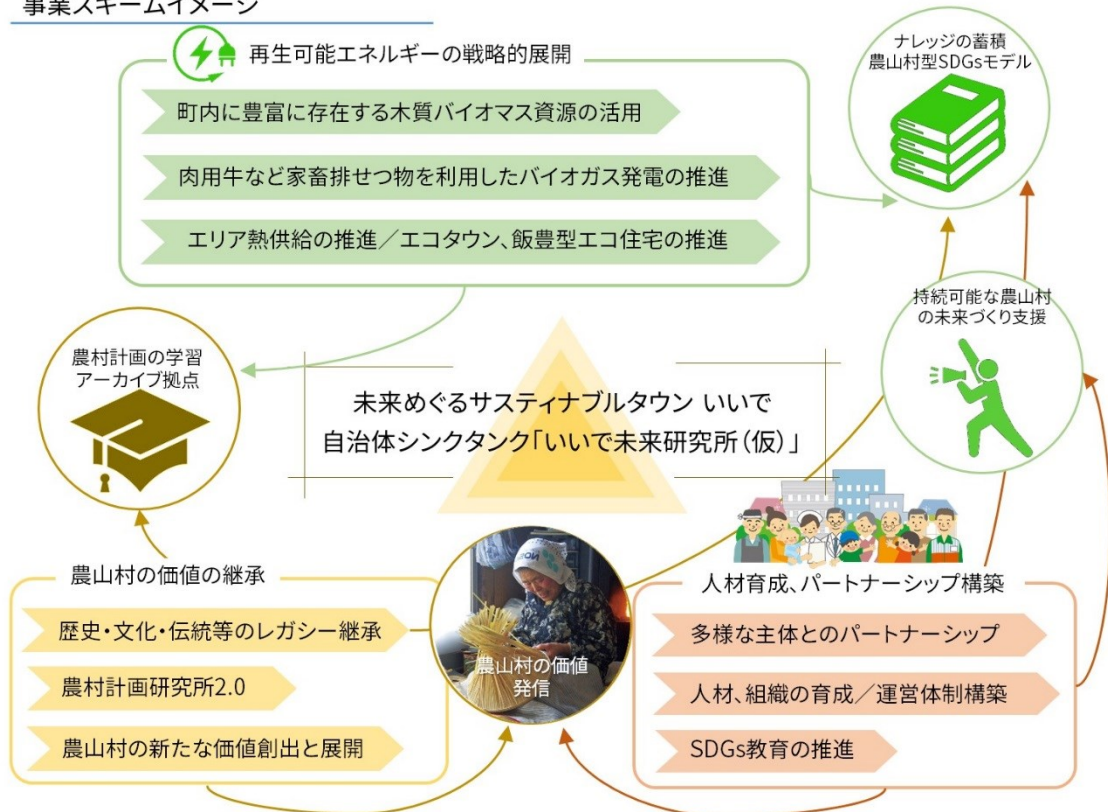 事業スキームイメージ
再生可能エネルギーの戦略的展開
町内に豊富に存在する木質バイオマス資源の活用
肉用牛など家畜排せつ物を利用したバイオガス発電の推進
エリア熱供給の推進／エコタウン、飯豊型エコ住宅の推進
ナレッジの蓄積
農山村型SDGsモデル
持続可能な農山村
の未来づくり支援
農村計画の学習
アーカイブ拠点
未来めぐるサスティナブルタウン いいで
自治体シンクタンク「いいで未来研究所（仮）」
農山村の価値の継承
歴史・文化・伝統等のレガシー継承
農村計画研究所2.0
農山村の新たな価値創出と展開
農山村の価値
発信
人材育成、パートナーシップ構築
多様な主体とのパートナーシップ
人材、組織の育成／運営体制構築
SDGs教育の推進